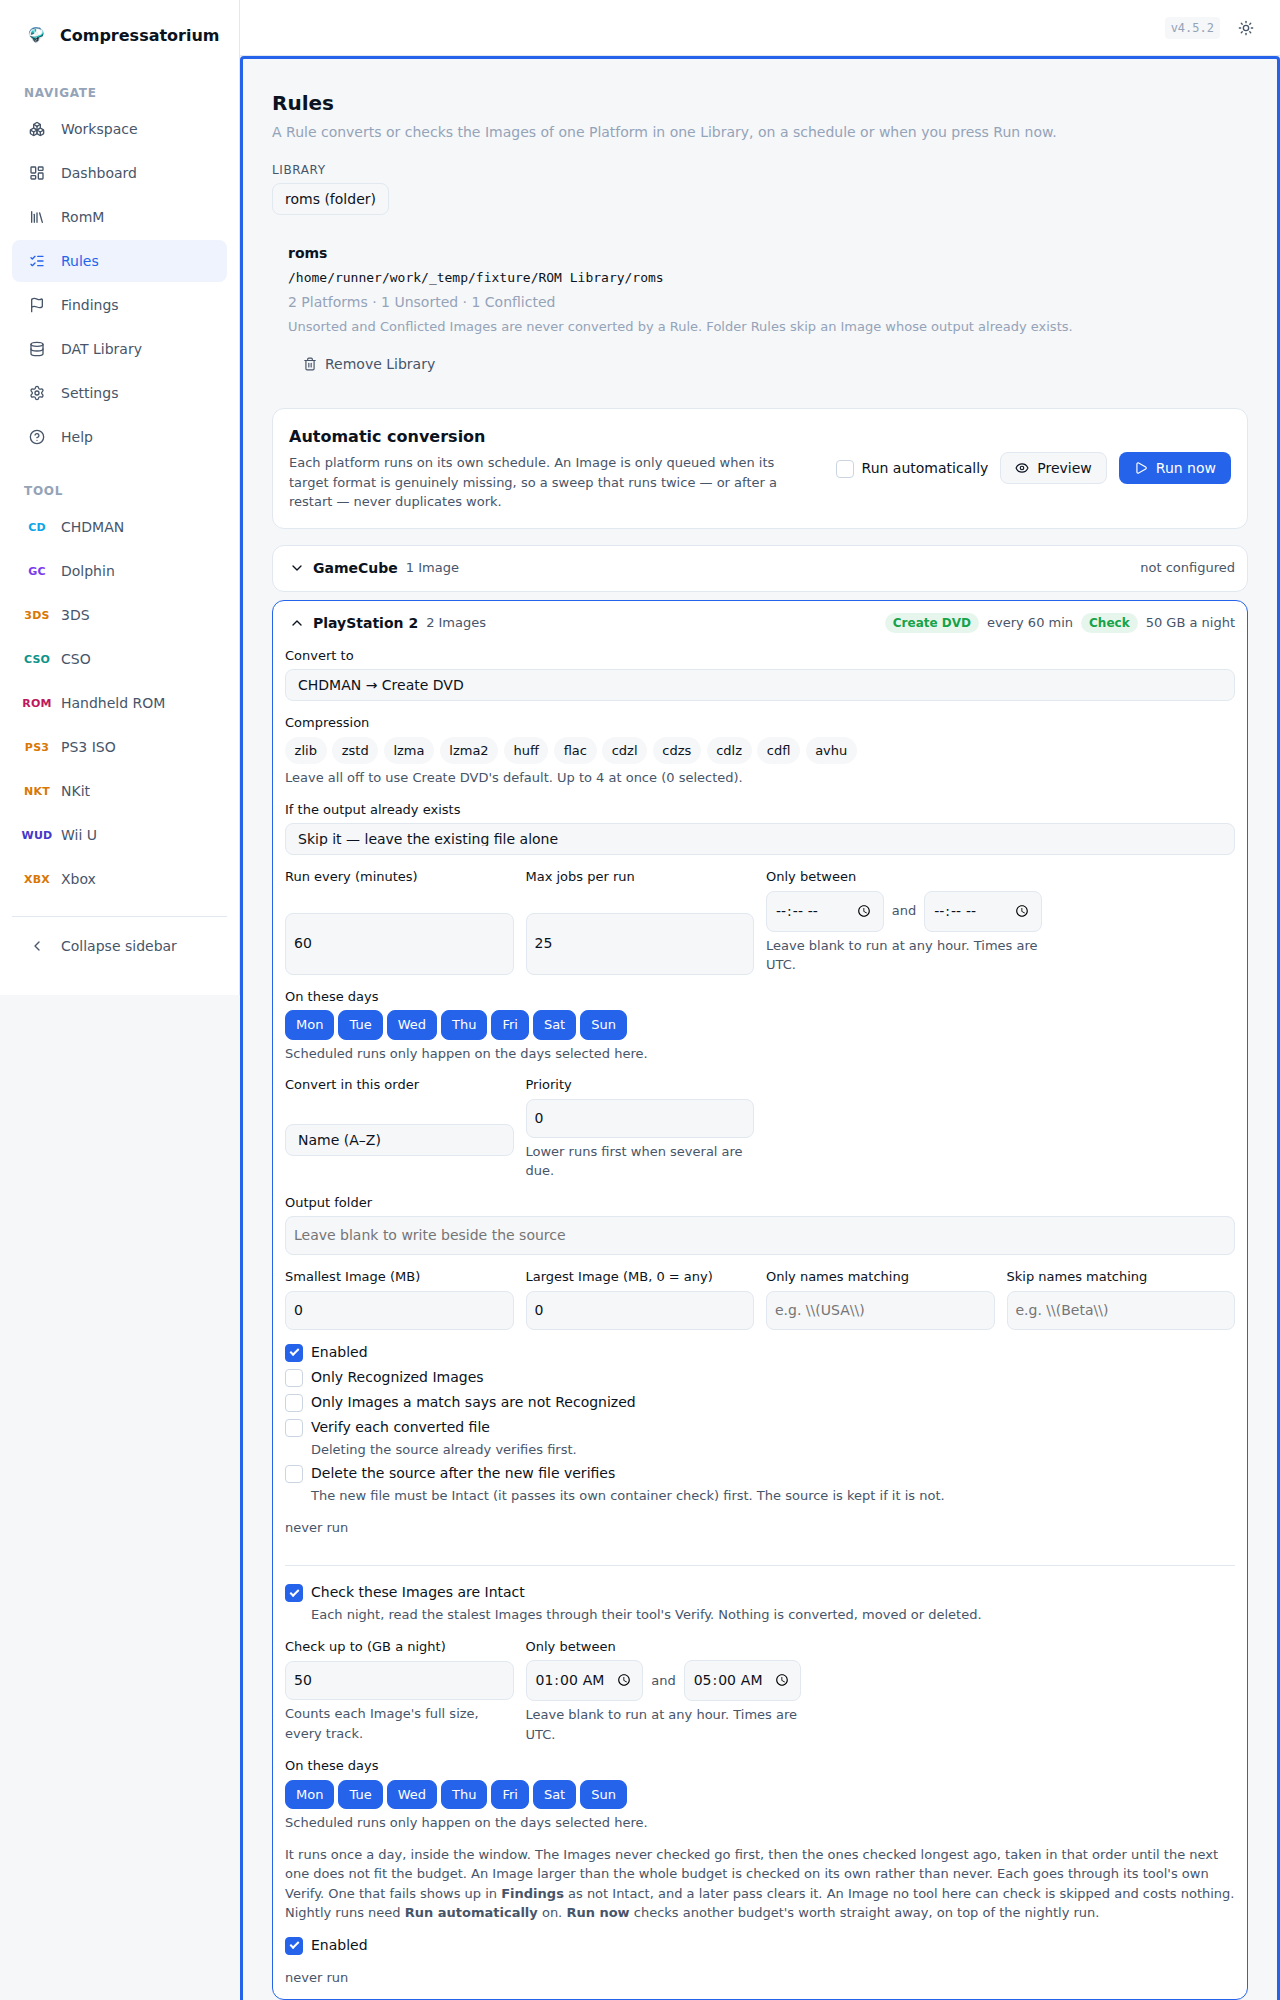 Compressatorium
v4.5.2
NAVIGATE
Workspace
Dashboard
RomM
Rules
Findings
DAT Library
Settings
Help
TOOL
CD CHDMAN
GC Dolphin
3DS 3DS
CSO CSO
ROM Handheld ROM
PS3 PS3 ISO
NKT NKit
WUD Wii U
XBX Xbox
Collapse sidebar
Rules
A Rule converts or checks the Images of one Platform in one Library, on a schedule or when you press Run now.
LIBRARY
roms (folder)
roms
/home/runner/work/_temp/fixture/ROM Library/roms
2 Platforms · 1 Unsorted · 1 Conflicted
Unsorted and Conflicted Images are never converted by a Rule. Folder Rules skip an Image whose output already exists.
Remove Library
Automatic conversion
Each platform runs on its own schedule. An Image is only queued when its
target format is genuinely missing, so a sweep that runs twice — or after a
restart — never duplicates work.
Run automatically
Preview
Run now
GameCube 1 Image
not configured
PlayStation 2 2 Images
Create DVD every 60 min Check 50 GB a night
Convert to
CHDMAN → Create DVD
Compression
zlib zstd lzma lzma2 huff flac cdzl cdzs cdlz cdfl avhu
Leave all off to use Create DVD's default. Up to 4 at once (0 selected).
If the output already exists
Skip it — leave the existing file alone
Run every (minutes) Max jobs per run Only between
60 25 --:-- -- and --:-- --
Leave blank to run at any hour. Times are
UTC.
On these days
Mon Tue Wed Thu Fri Sat Sun
Scheduled runs only happen on the days selected here.
Convert in this order Priority
Name (A–Z) 0
Lower runs first when several are
due.
Output folder
Leave blank to write beside the source
Smallest Image (MB) Largest Image (MB, 0 = any) Only names matching Skip names matching
0 0 e.g. \\(USA\\) e.g. \\(Beta\\)
Enabled
Only Recognized Images
Only Images a match says are not Recognized
Verify each converted file
Deleting the source already verifies first.
Delete the source after the new file verifies
The new file must be Intact (it passes its own container check) first. The source is kept if it is not.
never run
Check these Images are Intact
Each night, read the stalest Images through their tool's Verify. Nothing is converted, moved or deleted.
Check up to (GB a night) Only between
50 01:00 AM and 05:00 AM
Counts each Image's full size,
every track.
Leave blank to run at any hour. Times are
UTC.
On these days
Mon Tue Wed Thu Fri Sat Sun
Scheduled runs only happen on the days selected here.
It runs once a day, inside the window. The Images never checked go first, then the ones checked longest ago, taken in that order until the next
one does not fit the budget. An Image larger than the whole budget is checked on its own rather than never. Each goes through its tool's own
Verify. One that fails shows up in Findings as not Intact, and a later pass clears it. An Image no tool here can check is skipped and costs nothing.
Nightly runs need Run automatically on. Run now checks another budget's worth straight away, on top of the nightly run.
Enabled
never run